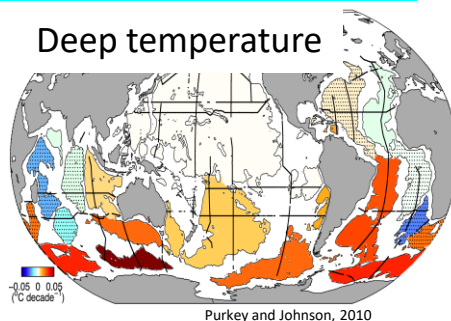 Deep temperature
−0.05 0 0.05
(°C decade⁻¹)
Purkey and Johnson, 2010